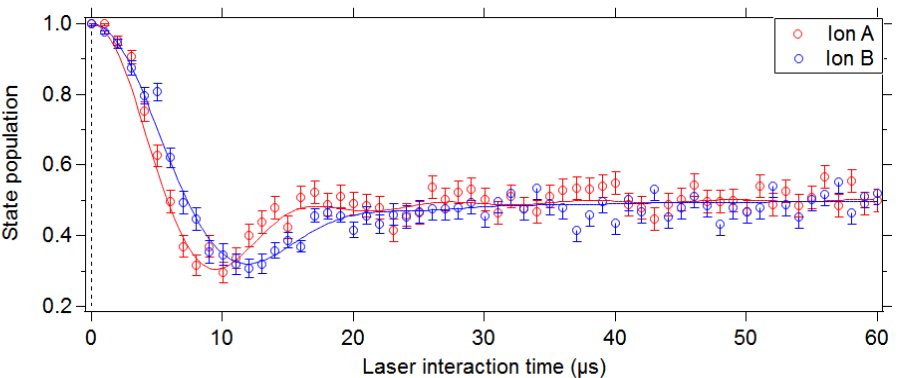 1.0
0.8
0.6
0.4
0.2
State population
Ion A
Ion B
0 10 20 30 40 50 60
Laser interaction time (µs)